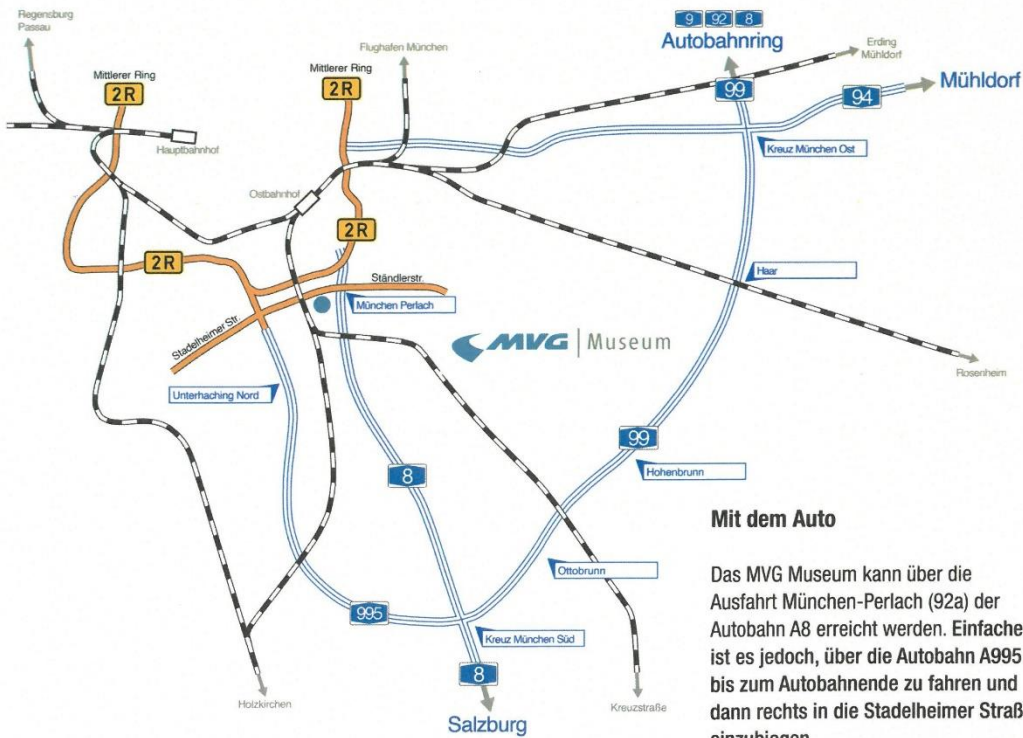 Regensburg
Passau
9 92 8
Autobahnring
Mittlerer Ring
2R
Flughafen München
Mittlerer Ring
2R
Erding
Mühldorf
99
94
Mühldorf
Hauptbahnhof
Kreuz München Ost
Ostbahnhof
2R
2R
Haar
Ständlerstr.
München Perlach
Stadelheimer Str.
MVG | Museum
Rosenheim
Unterhaching Nord
99
Hohenbrunn
8
Ottobrunn
995
Kreuz München Süd
8
Holzkirchen
Salzburg
Kreuzstraße
Mit dem Auto
Das MVG Museum kann über die
Ausfahrt München-Perlach (92a) der
Autobahn A8 erreicht werden. Einfache
ist es jedoch, über die Autobahn A995
bis zum Autobahnende zu fahren und
dann rechts in die Stadelheimer Straß
einzubiegen